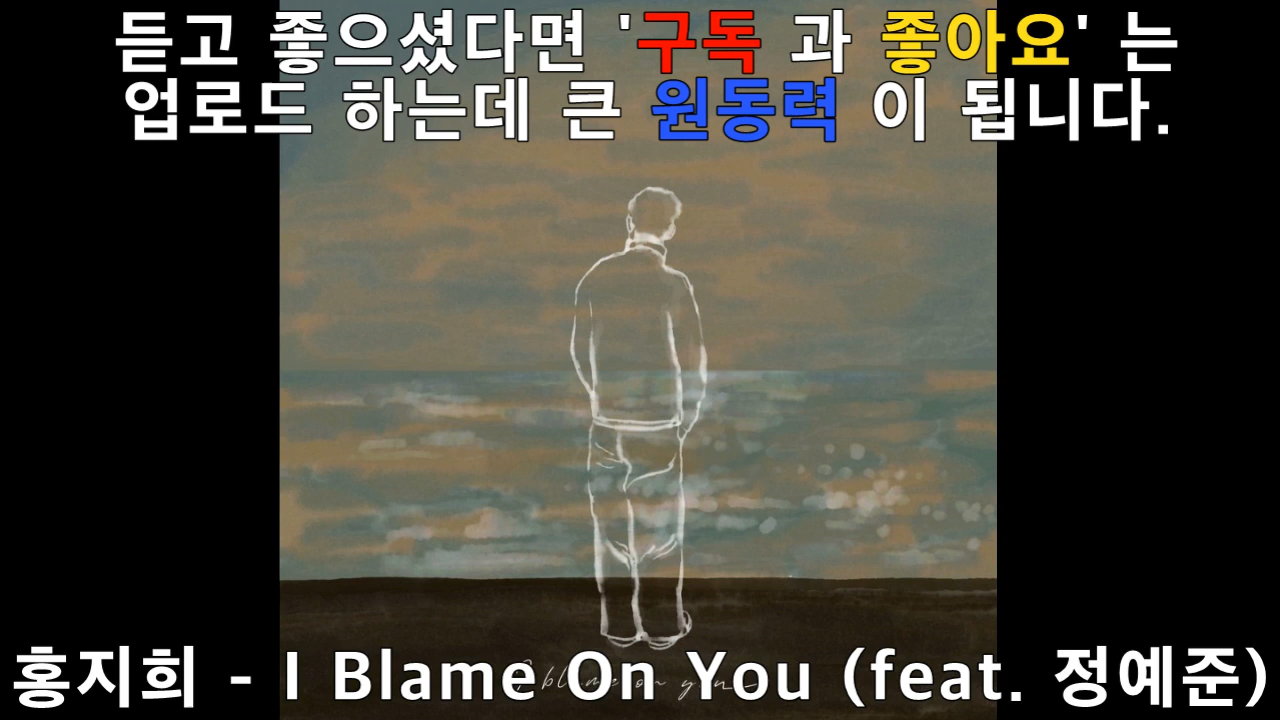 듣고 좋으셨다면 '구독 과 좋아요' 는
업로드 하는데 큰 원동력 이 됩니다.
홍지희 - I Blame On You (feat. 정예준)